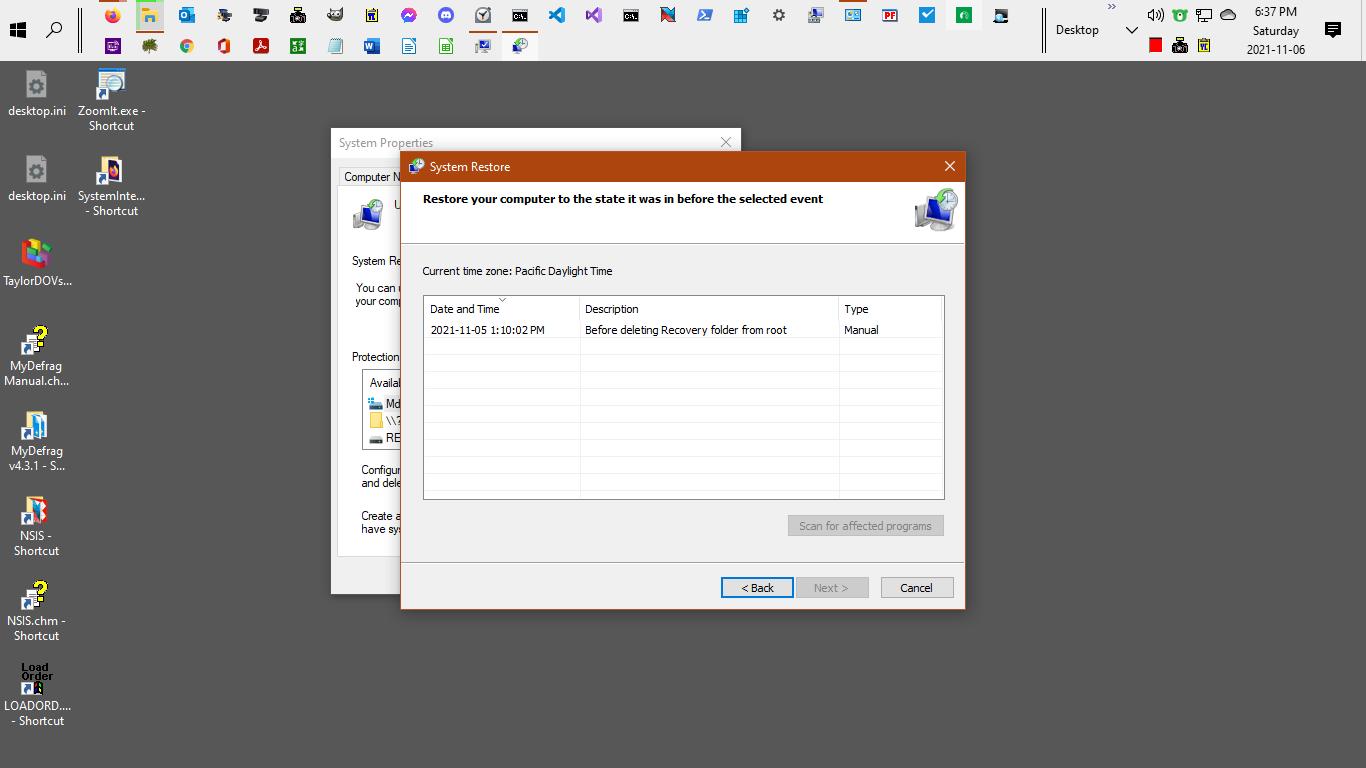 6:37 PM
Desktop
Saturday
2021-11-06
desktop.ini
ZoomIt.exe -
Shortcut
desktop.ini
SystemInte...
- Shortcut
TaylorDOVs...
MyDefrag
Manual.ch...
MyDefrag
v4.3.1 - S...
NSIS -
Shortcut
NSIS.chm -
Shortcut
Load
Order
LOADORD....
- Shortcut
System Properties
Computer N
System Re
You can
your comp
Protection
Availal
Md
\\?
RE
Configur
and dele
Create a
have sys
System Restore
Restore your computer to the state it was in before the selected event
Current time zone: Pacific Daylight Time
Date and Time Description Type
2021-11-05 1:10:02 PM Before deleting Recovery folder from root Manual
Scan for affected programs
< Back Next > Cancel